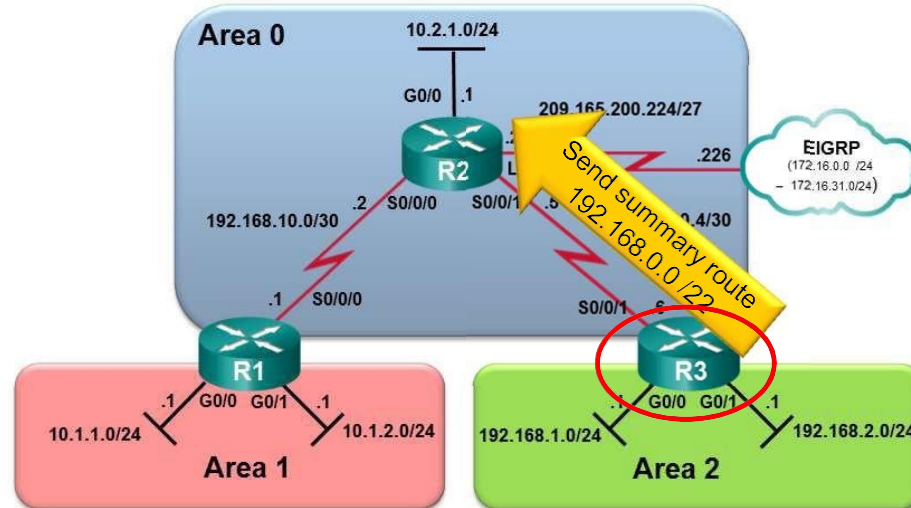 Area 0
10.2.1.0/24
G0/0
.1
209.165.200.224/27
R2
.226
EIGRP
(172.16.0.0 /24
– 172.16.31.0/24)
Send summary route
192.168.0.0 /22
.2
S0/0/0
S0/0/1
192.168.10.0/30
0.4/30
.1
S0/0/0
S0/0/1
R1
R3
.1
G0/0
G0/1
.1
10.1.1.0/24
10.1.2.0/24
Area 1
.1
G0/0
G0/1
.1
192.168.1.0/24
192.168.2.0/24
Area 2